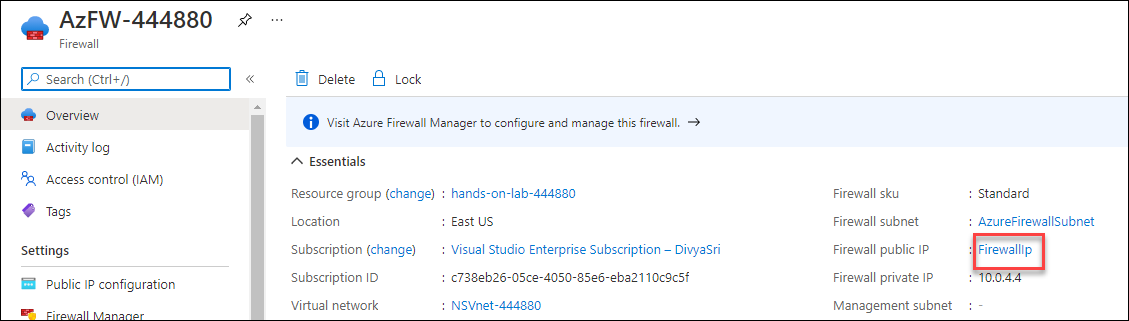 AzFW-444880
Firewall
Search (Ctrl+/)
Overview
Activity log
Access control (IAM)
Tags
Settings
Public IP configuration
Firewall Manager
Delete Lock
Visit Azure Firewall Manager to configure and manage this firewall. →
Essentials
Resource group (change) : hands-on-lab-444880
Location : East US
Subscription (change) : Visual Studio Enterprise Subscription – DivyaSri
Subscription ID : c738eb26-05ce-4050-85e6-eba2110c9c5f
Virtual network : NSVnet-444880
Firewall sku : Standard
Firewall subnet : AzureFirewallSubnet
Firewall public IP : FirewallIp
Firewall private IP : 10.0.4.4
Management subnet : -